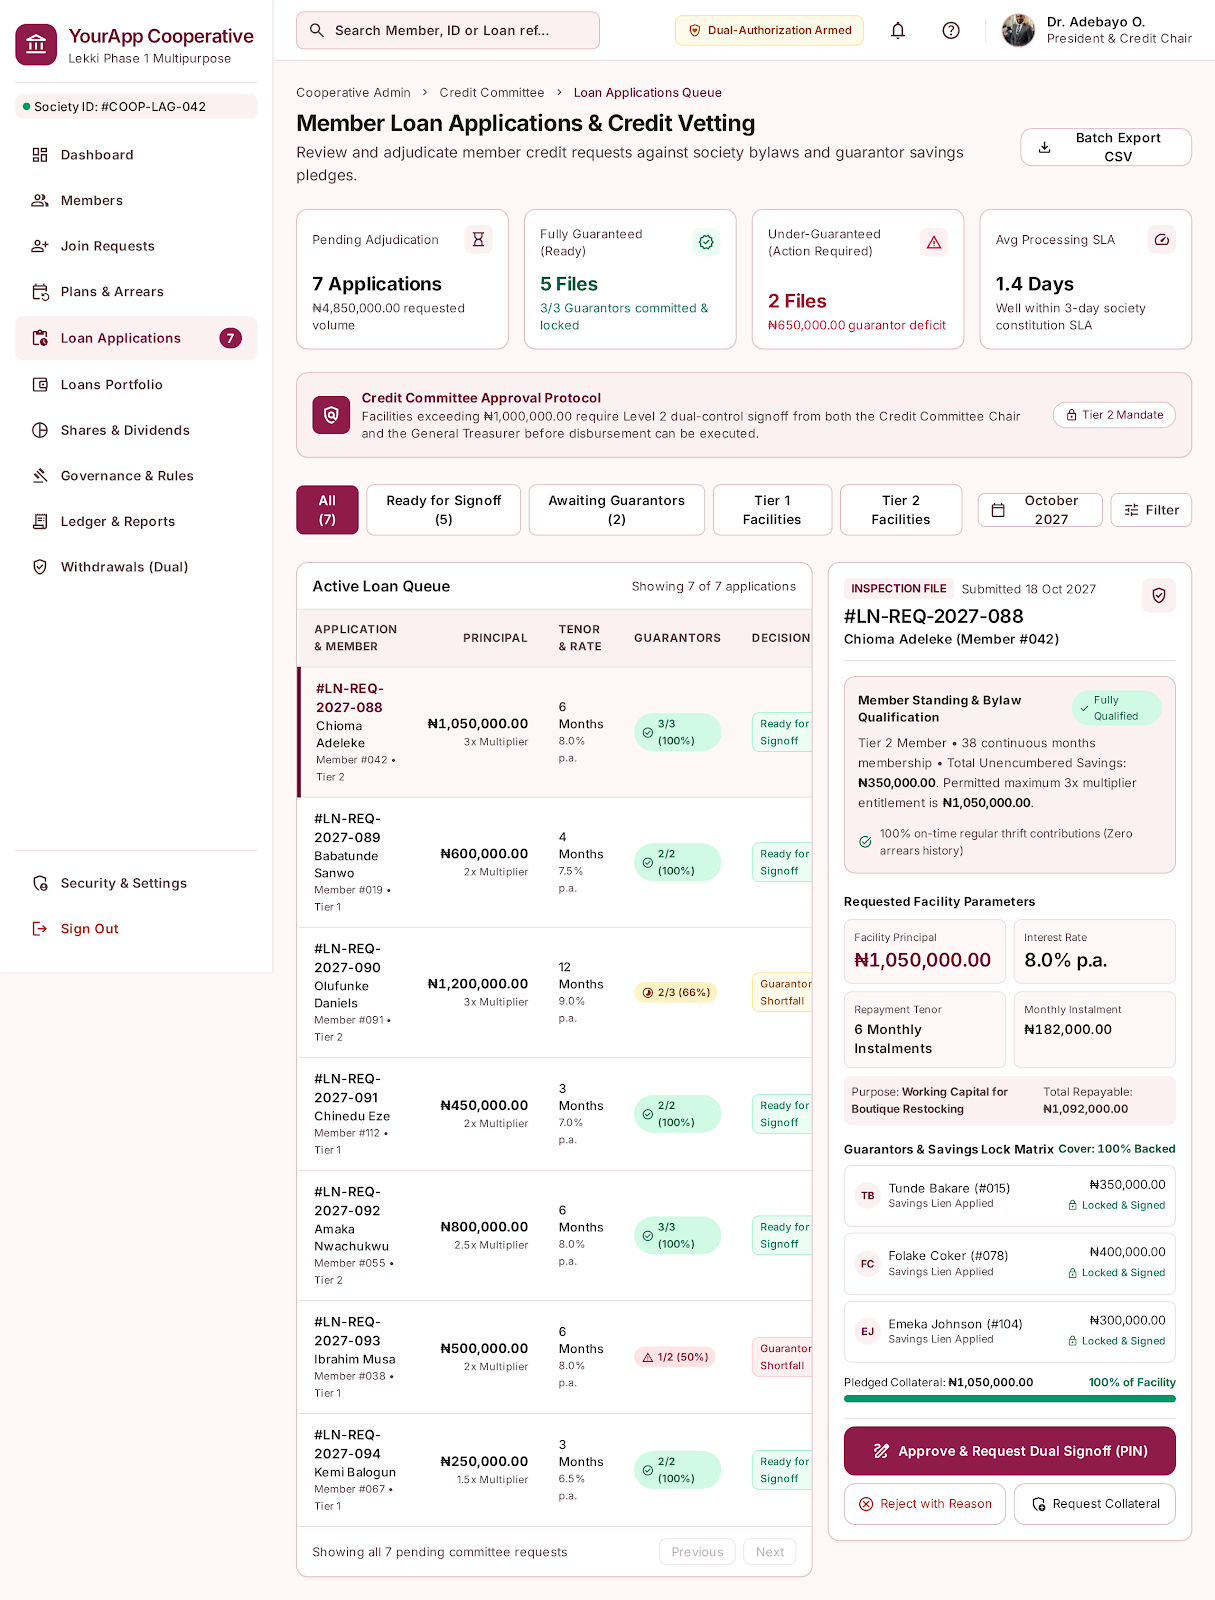 YourApp Cooperative
Lekki Phase 1 Multipurpose
Society ID: #COOP-LAG-042
Dashboard
Members
Join Requests
Plans & Arrears
Loan Applications
7
Loans Portfolio
Shares & Dividends
Governance & Rules
Ledger & Reports
Withdrawals (Dual)
Security & Settings
Sign Out
Search Member, ID or Loan ref...
Dual-Authorization Armed
Dr. Adebayo O.
President & Credit Chair
Cooperative Admin > Credit Committee > Loan Applications Queue
Member Loan Applications & Credit Vetting
Review and adjudicate member credit requests against society bylaws and guarantor savings
pledges.
Batch Export
CSV
Pending Adjudication
7 Applications
₦4,850,000.00 requested
volume
Fully Guaranteed
(Ready)
5 Files
3/3 Guarantors committed &
locked
Under-Guaranteed
(Action Required)
2 Files
₦650,000.00 guarantor deficit
Avg Processing SLA
1.4 Days
Well within 3-day society
constitution SLA
Credit Committee Approval Protocol
Facilities exceeding ₦1,000,000.00 require Level 2 dual-control signoff from both the Credit Committee Chair
and the General Treasurer before disbursement can be executed.
Tier 2 Mandate
All
(7)
Ready for Signoff
(5)
Awaiting Guarantors
(2)
Tier 1
Facilities
Tier 2
Facilities
October
2027
Filter
Active Loan Queue
Showing 7 of 7 applications
APPLICATION
& MEMBER
PRINCIPAL
TENOR
& RATE
GUARANTORS
DECISION
#LN-REQ-
2027-088
Chioma
Adeleke
Member #042 •
Tier 2
₦1,050,000.00
3x Multiplier
6
Months
8.0%
p.a.
3/3
(100%)
Ready for
Signoff
#LN-REQ-
2027-089
Babatunde
Sanwo
Member #019 •
Tier 1
₦600,000.00
2x Multiplier
4
Months
7.5%
p.a.
2/2
(100%)
Ready for
Signoff
#LN-REQ-
2027-090
Olufunke
Daniels
Member #091 •
Tier 2
₦1,200,000.00
3x Multiplier
12
Months
9.0%
p.a.
2/3 (66%)
Guarantor
Shortfall
#LN-REQ-
2027-091
Chinedu Eze
Member #112 •
Tier 1
₦450,000.00
2x Multiplier
3
Months
7.0%
p.a.
2/2
(100%)
Ready for
Signoff
#LN-REQ-
2027-092
Amaka
Nwachukwu
Member #055 •
Tier 2
₦800,000.00
2.5x Multiplier
6
Months
8.0%
p.a.
3/3
(100%)
Ready for
Signoff
#LN-REQ-
2027-093
Ibrahim Musa
Member #038 •
Tier 1
₦500,000.00
2x Multiplier
6
Months
8.0%
p.a.
1/2 (50%)
Guarantor
Shortfall
#LN-REQ-
2027-094
Kemi Balogun
Member #067 •
Tier 1
₦250,000.00
1.5x Multiplier
3
Months
6.5%
p.a.
2/2
(100%)
Ready for
Signoff
Showing all 7 pending committee requests
Previous
Next
INSPECTION FILE
Submitted 18 Oct 2027
#LN-REQ-2027-088
Chioma Adeleke (Member #042)
Member Standing & Bylaw
Qualification
Fully
Qualified
Tier 2 Member • 38 continuous months
membership • Total Unencumbered Savings:
₦350,000.00. Permitted maximum 3x multiplier
entitlement is ₦1,050,000.00.
100% on-time regular thrift contributions (Zero
arrears history)
Requested Facility Parameters
Facility Principal
₦1,050,000.00
Interest Rate
8.0% p.a.
Repayment Tenor
6 Monthly
Instalments
Monthly Instalment
₦182,000.00
Purpose: Working Capital for
Boutique Restocking
Total Repayable:
₦1,092,000.00
Guarantors & Savings Lock Matrix
Cover: 100% Backed
TB
Tunde Bakare (#015)
Savings Lien Applied
₦350,000.00
Locked & Signed
FC
Folake Coker (#078)
Savings Lien Applied
₦400,000.00
Locked & Signed
EJ
Emeka Johnson (#104)
Savings Lien Applied
₦300,000.00
Locked & Signed
Pledged Collateral: ₦1,050,000.00
100% of Facility
Approve & Request Dual Signoff (PIN)
Reject with Reason
Request Collateral